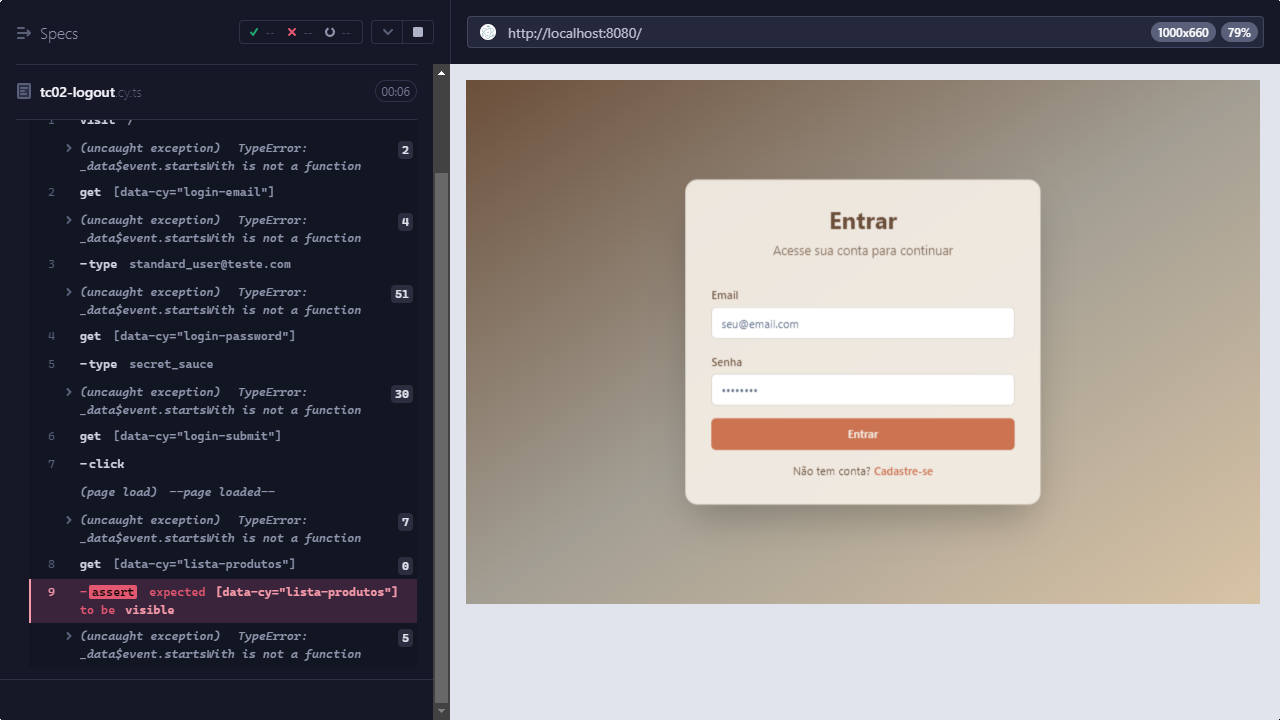 Specs
-- -- --
tc02-logout.cy.ts 00:06
1 visit /
(uncaught exception) TypeError: 2
_data$event.startsWith is not a function
2 get [data-cy="login-email"]
(uncaught exception) TypeError: 4
_data$event.startsWith is not a function
3 -type standard_user@teste.com
(uncaught exception) TypeError: 51
_data$event.startsWith is not a function
4 get [data-cy="login-password"]
5 -type secret_sauce
(uncaught exception) TypeError: 30
_data$event.startsWith is not a function
6 get [data-cy="login-submit"]
7 -click
(page load) --page loaded--
(uncaught exception) TypeError: 7
_data$event.startsWith is not a function
8 get [data-cy="lista-produtos"] 0
9 -assert expected [data-cy="lista-produtos"]
to be visible
(uncaught exception) TypeError: 5
_data$event.startsWith is not a function
http://localhost:8080/ 1000x660 79%
Entrar
Acesse sua conta para continuar
Email
seu@email.com
Senha
••••••••
Entrar
Não tem conta? Cadastre-se